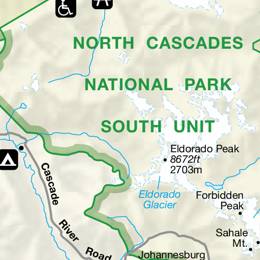 NORTH CASCADES
NATIONAL PARK
SOUTH UNIT
Eldorado Peak
8672ft
2703m
Eldorado
Glacier
Forbidden
Peak
Cascade
River
Road
Sahale
Mt.
Johannesburg